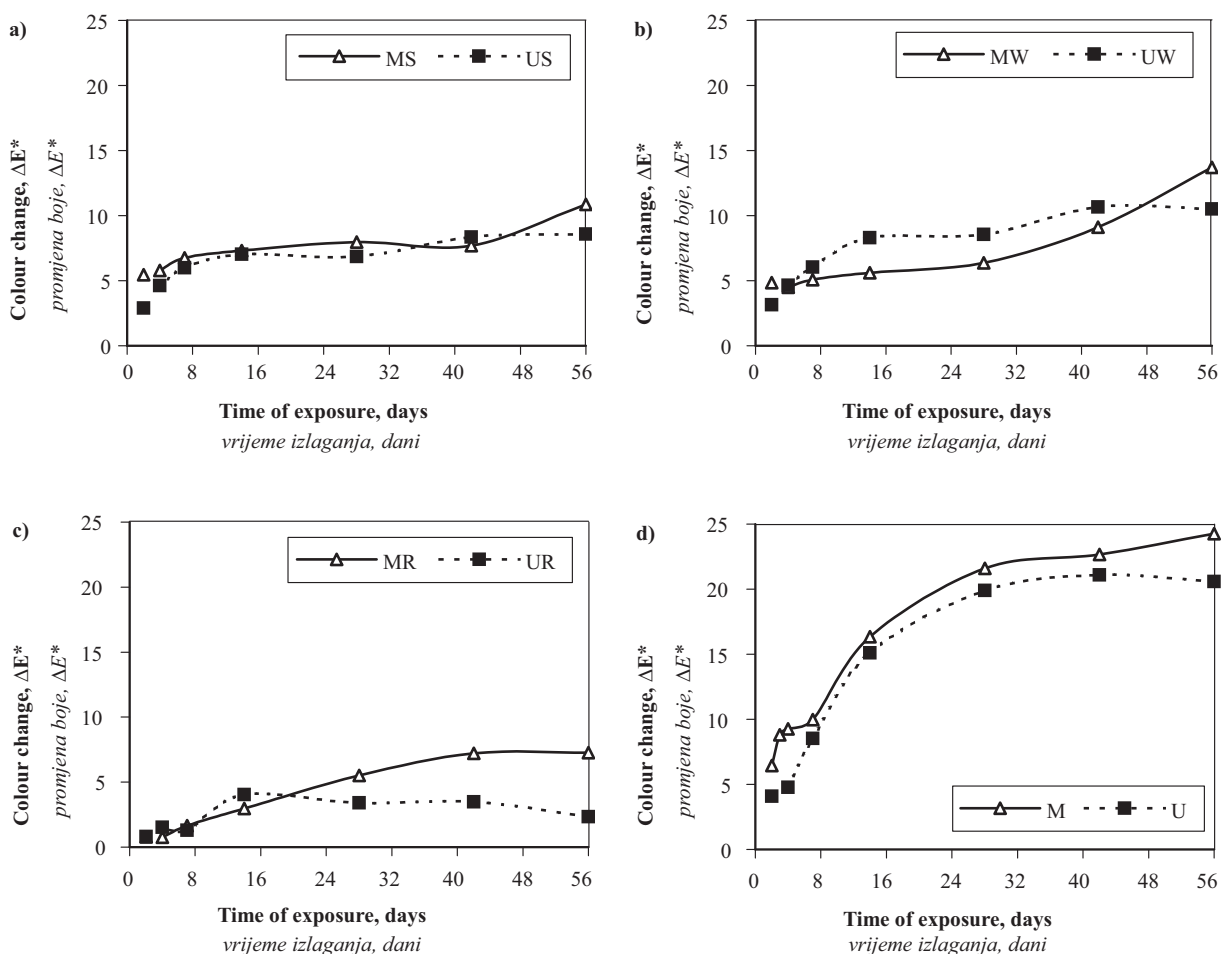 a)
25
20
15
10
5
0
MS US
Colour change, ΔE*
promjena boje, ΔE*
0 8 16 24 32 40 48 56
Time of exposure, days
vrijeme izlaganja, dani
b)
25
20
15
10
5
0
MW UW
Colour change, ΔE*
promjena boje, ΔE*
0 8 16 24 32 40 48 56
Time of exposure, days
vrijeme izlaganja, dani
c)
25
20
15
10
5
0
MR UR
Colour change, ΔE*
promjena boje, ΔE*
0 8 16 24 32 40 48 56
Time of exposure, days
vrijeme izlaganja, dani
d)
25
20
15
10
5
0
M U
Colour change, ΔE*
promjena boje, ΔE*
0 8 16 24 32 40 48 56
Time of exposure, days
vrijeme izlaganja, dani